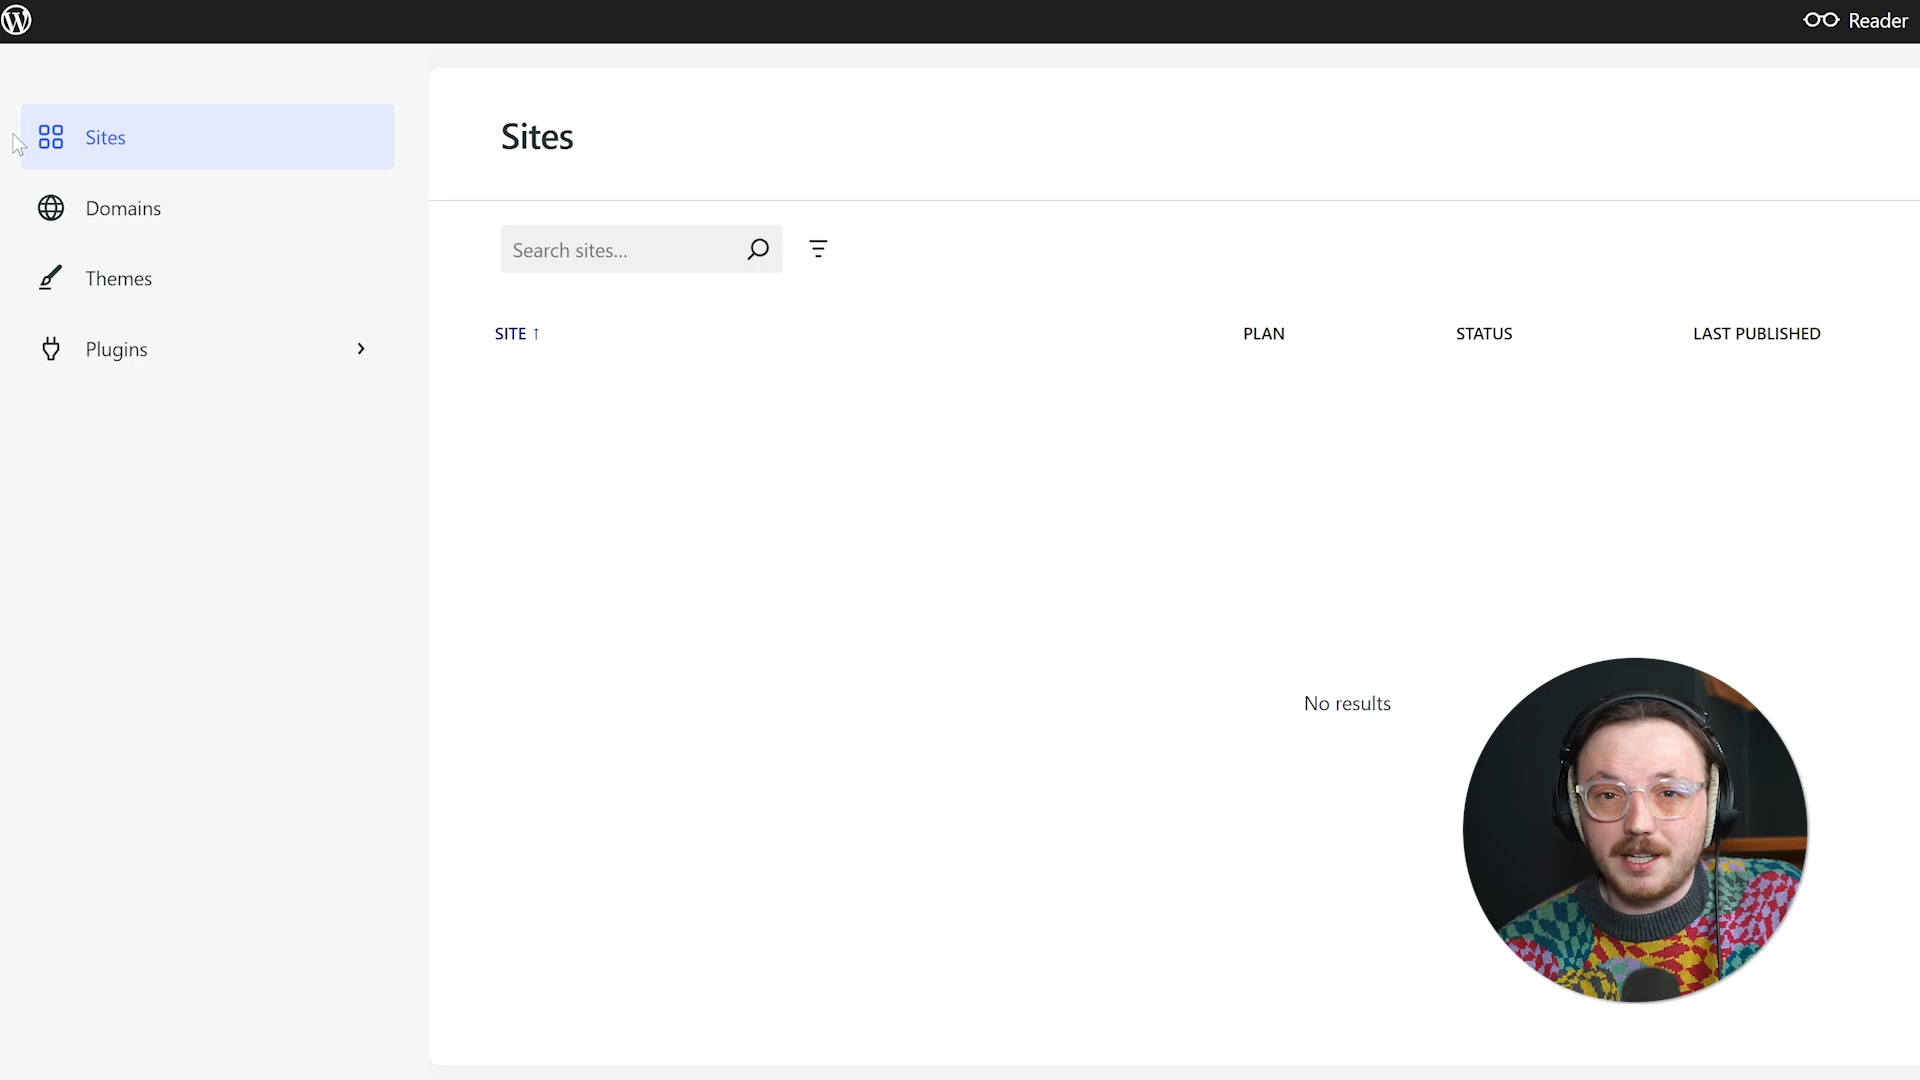 Reader
Sites
Domains
Themes
Plugins
Sites
Search sites...
SITE ↑ PLAN STATUS LAST PUBLISHED
No results